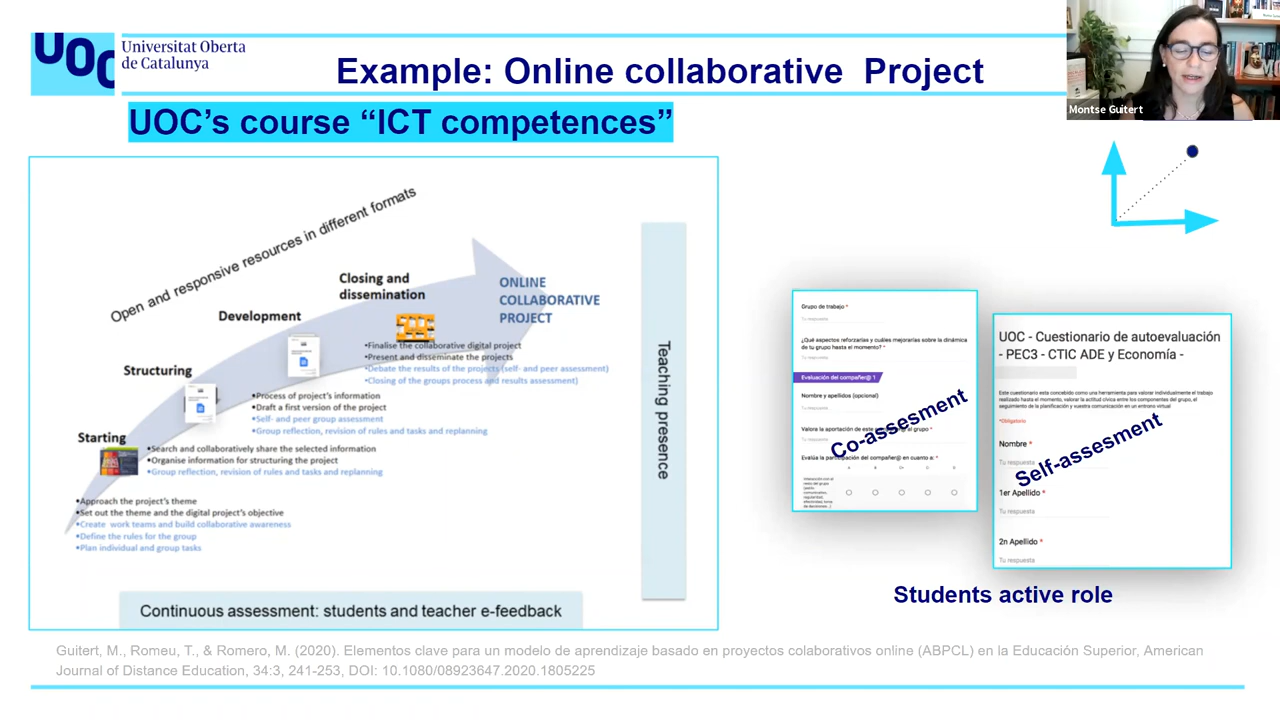 UOC
Universitat Oberta
de Catalunya
Example: Online collaborative Project
UOC's course “ICT competences”
Montse Guitert
Open and responsive resources in different formats
Closing and
dissemination
ONLINE
COLLABORATIVE
PROJECT
Development
•Finalise the collaborative digital project
•Present and disseminate the projects
•Debate the results of the projects (self- and peer assessment)
•Closing of the groups process and results assessment)
Structuring
•Process of project's information
•Draft a first version of the project
•Self- and peer group assessment
•Group reflection, revision of rules and tasks and replanning
Starting
•Search and collaboratively share the selected information
•Organise information for structuring the project
•Group reflection, revision of rules and tasks and replanning
•Approach the project's theme
•Set out the theme and the digital project's objective
•Create work teams and build collaborative awareness
•Define the rules for the group
•Plan individual and group tasks
Teaching presence
Continuous assessment: students and teacher e-feedback
Grupo de trabajo *
Tu respuesta
¿Qué aspectos reforzarías y cuáles mejorarías sobre la dinámica
de tu grupo hasta el momento? *
Tu respuesta
Evaluación del compañer@ 1
Nombre y apellidos (opcional)
Tu respuesta
Valora la aportación de este al grupo *
Tu respuesta
Evalúa la participación del compañer@ en cuanto a: *
Co-assesment
UOC - Cuestionario de autoevaluación
- PEC3 - CTIC ADE y Economía -
Este cuestionario está concebido como una herramienta para valorar individualmente el trabajo
realizado hasta el momento, valorar la actitud cívica entre los componentes del grupo, el
seguimiento de la planificación y vuestra comunicación en un entorno virtual
*Obligatorio
Nombre *
Tu respuesta
Self-assesment
1er Apellido *
Tu respuesta
2n Apellido *
Tu respuesta
Students active role
Guitert, M., Romeu, T., & Romero, M. (2020). Elementos clave para un modelo de aprendizaje basado en proyectos colaborativos online (ABPCL) en la Educación Superior, American
Journal of Distance Education, 34:3, 241-253, DOI: 10.1080/08923647.2020.1805225